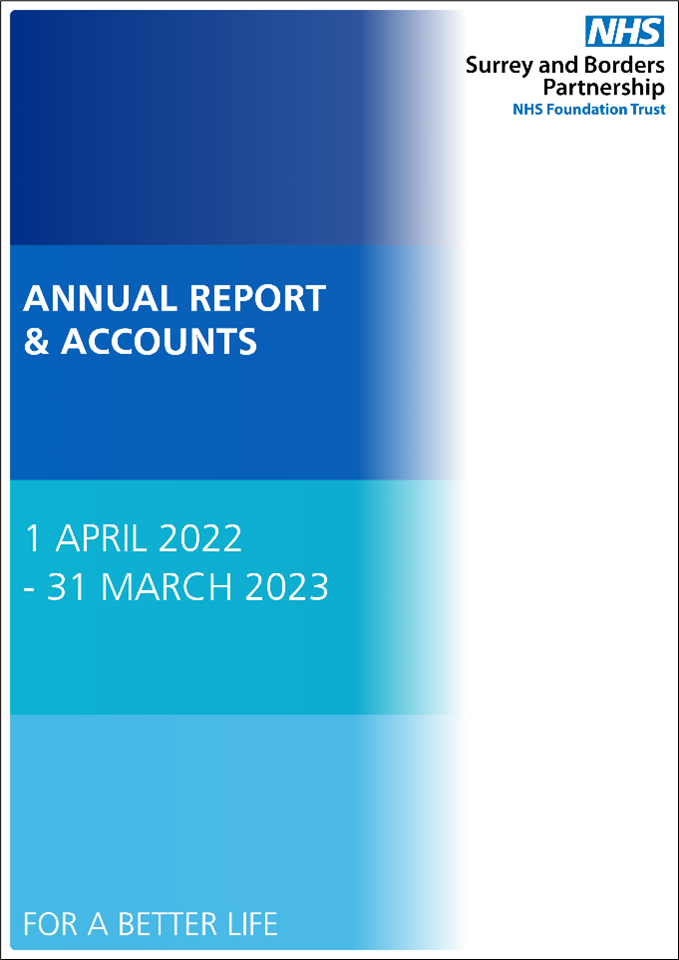 NHS
Surrey and Borders
Partnership
NHS Foundation Trust
ANNUAL REPORT
& ACCOUNTS
1 APRIL 2022
- 31 MARCH 2023
FOR A BETTER LIFE